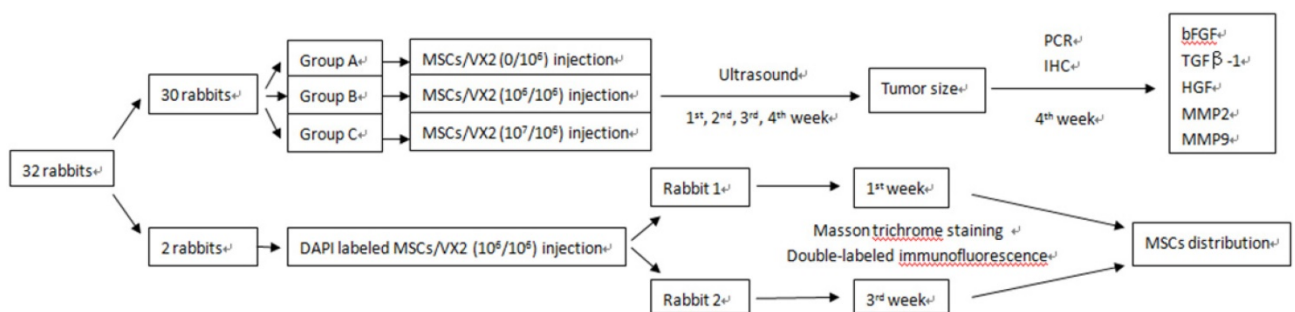 32 rabbits↵
30 rabbits↵
Group A↵
MSCs/VX2 (0/10⁶) injection↵
Group B↵
MSCs/VX2 (10⁶/10⁶) injection↵
Group C↵
MSCs/VX2 (10⁷/10⁶) injection↵
Ultrasound↵
1st, 2nd, 3rd, 4th week↵
Tumor size↵
PCR↵
IHC↵
4th week↵
bFGF↵
TGFβ-1↵
HGF↵
MMP2↵
MMP9↵
2 rabbits↵
DAPI labeled MSCs/VX2 (10⁶/10⁶) injection↵
Rabbit 1↵
1st week↵
Masson trichrome staining ↵
Double-labeled immunofluorescence↵
Rabbit 2↵
3rd week↵
MSCs distribution↵